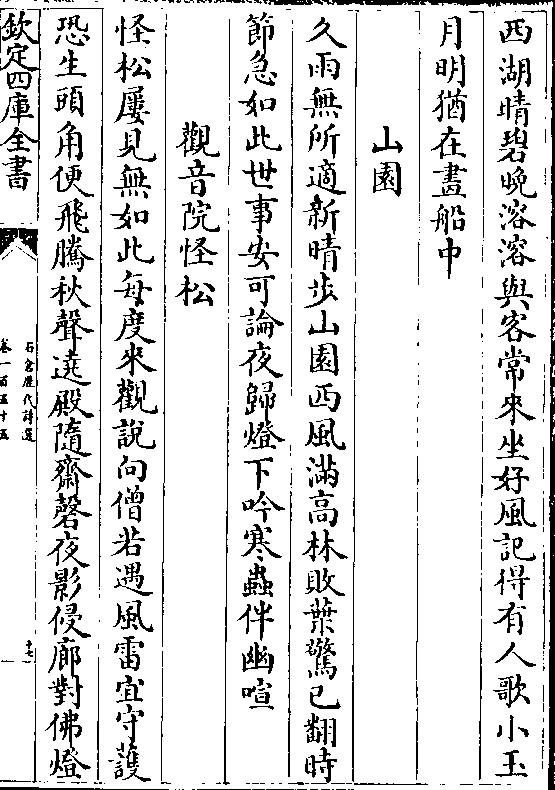 西湖晴碧晚溶溶與客常來坐好風記得有人歌小玉
月明猶在畫船中
山園
久雨無所適新晴步山園西風滿高林敗葉驚已翻時
節急如此世事安可論夜歸燈下吟寒蟲伴幽喧
觀音院怪松
怪松屢見無如此每度來觀說向僧若遇風雷宜守護
恐生頭角便飛騰秋聲遶殿隨齋磬夜影侵廊對佛燈
欽定四庫全書
石倉歷代詩選
卷一百五十五
十七